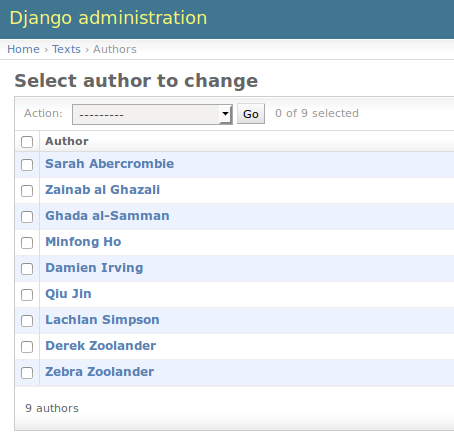 Django administration
Home › Texts › Authors
Select author to change
Action: --------- Go 0 of 9 selected
Author
Sarah Abercrombie
Zainab al Ghazali
Ghada al-Samman
Minfong Ho
Damien Irving
Qiu Jin
Lachlan Simpson
Derek Zoolander
Zebra Zoolander
9 authors